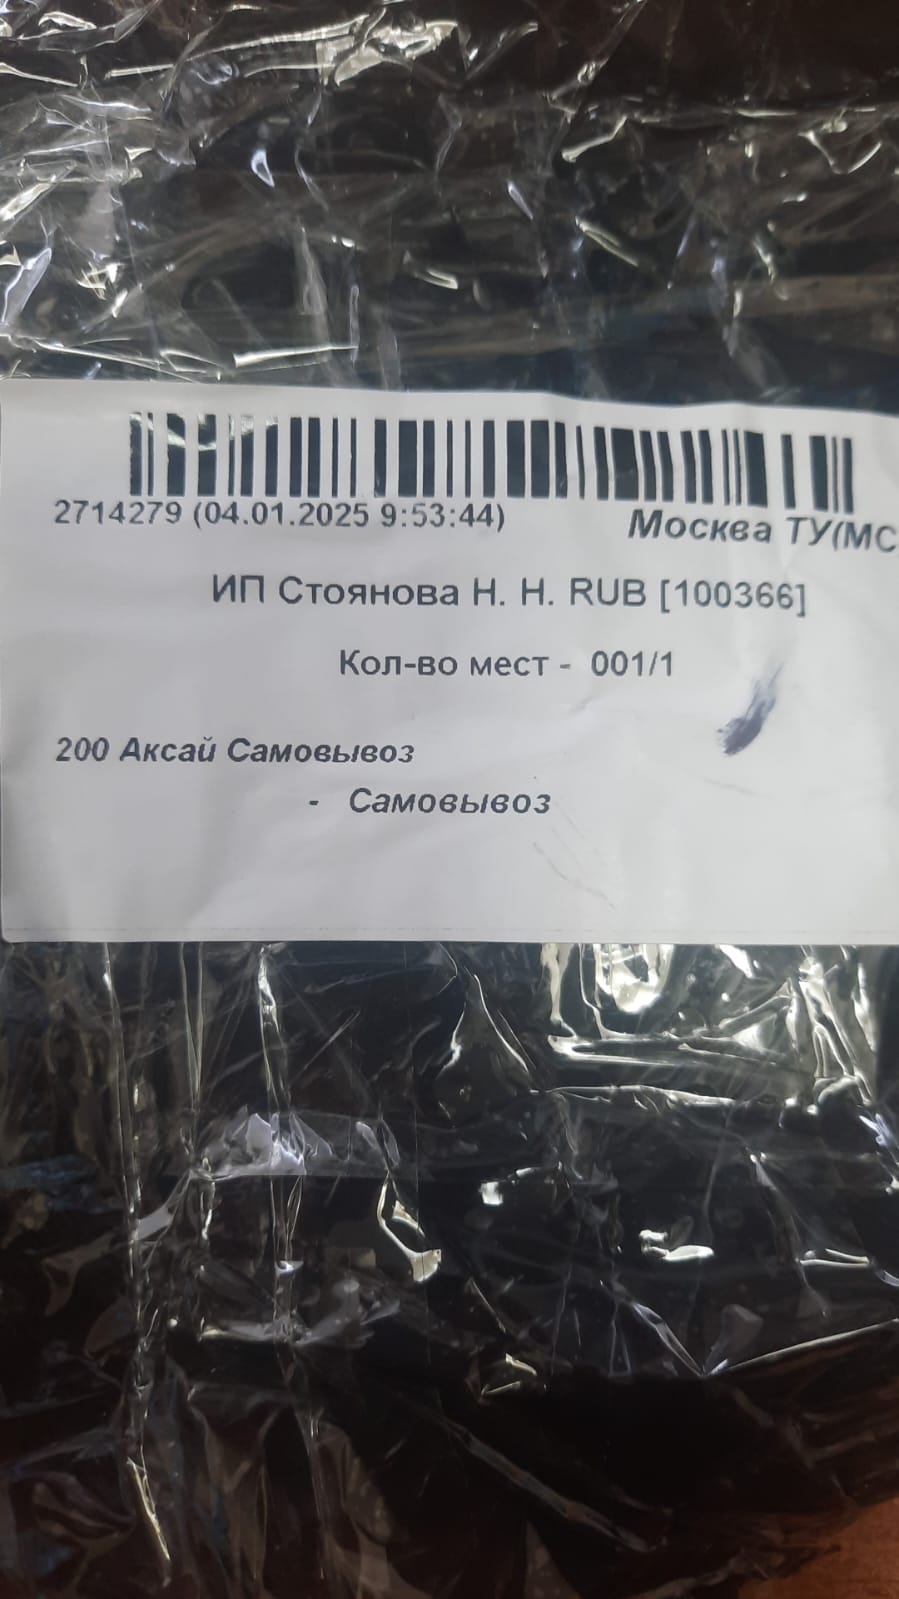 2714279 (04.01.2025 9:53:44) Москва ТУ(МС
ИП Стоянова Н. Н. RUB [100366]
Кол-во мест - 001/1
200 Аксай Самовывоз
- Самовывоз